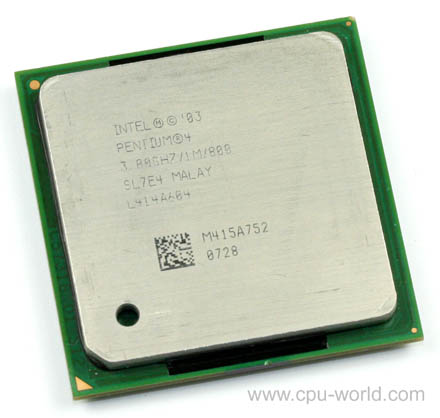 INTEL Ⓜ © '03
PENTIUM® 4
3.00GHZ/1M/800
SL7E4 MALAY
L414A604
M415A752
0728
www.cpu-world.com